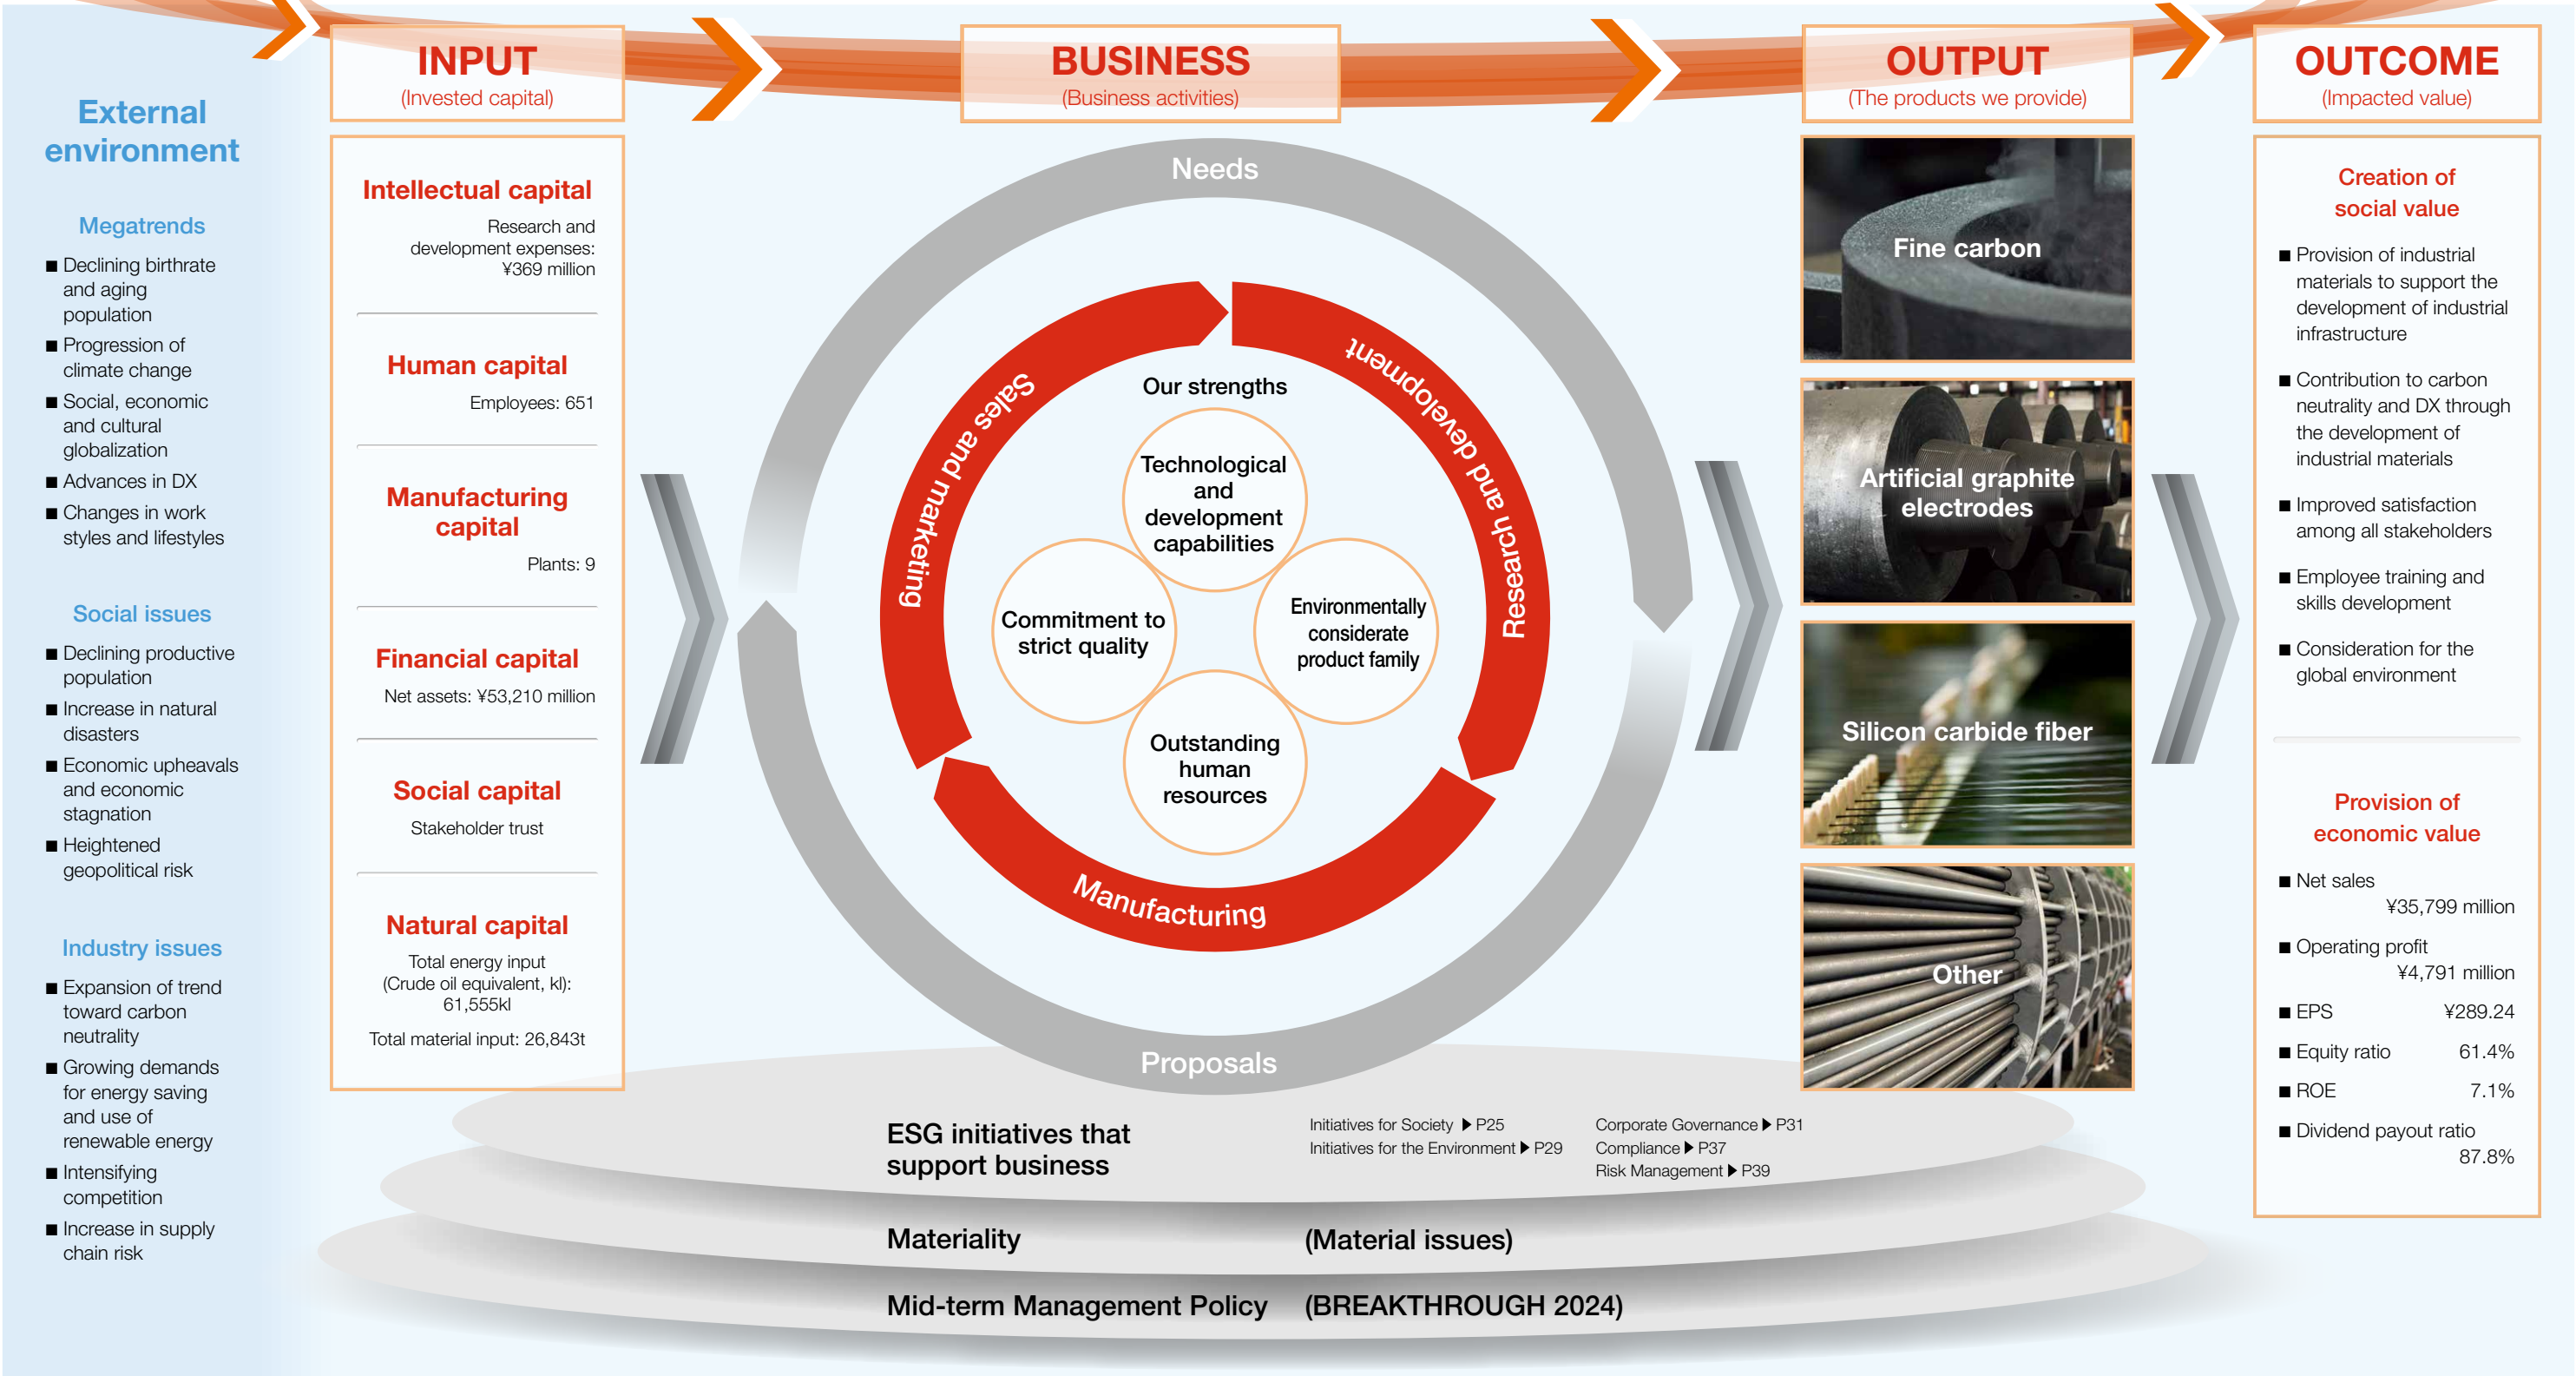 External
environment
Megatrends
■ Declining birthrate
and aging
population
■ Progression of
climate change
■ Social, economic
and cultural
globalization
■ Advances in DX
■ Changes in work
styles and lifestyles
Social issues
■ Declining productive
population
■ Increase in natural
disasters
■ Economic upheavals
and economic
stagnation
■ Heightened
geopolitical risk
Industry issues
■ Expansion of trend
toward carbon
neutrality
■ Growing demands
for energy saving
and use of
renewable energy
■ Intensifying
competition
■ Increase in supply
chain risk
INPUT
(Invested capital)
Intellectual capital
Research and
development expenses:
¥369 million
Human capital
Employees: 651
Manufacturing
capital
Plants: 9
Financial capital
Net assets: ¥53,210 million
Social capital
Stakeholder trust
Natural capital
Total energy input
(Crude oil equivalent, kl):
61,555kl
Total material input: 26,843t
BUSINESS
(Business activities)
Needs
Sales and marketing
Research and development
Manufacturing
Proposals
Our strengths
Technological
and
development
capabilities
Commitment to
strict quality
Environmentally
considerate
product family
Outstanding
human
resources
ESG initiatives that
support business
Initiatives for Society ▶ P25
Initiatives for the Environment ▶ P29
Corporate Governance ▶ P31
Compliance ▶ P37
Risk Management ▶ P39
Materiality (Material issues)
Mid-term Management Policy (BREAKTHROUGH 2024)
OUTPUT
(The products we provide)
Fine carbon
Artificial graphite
electrodes
Silicon carbide fiber
Other
OUTCOME
(Impacted value)
Creation of
social value
■ Provision of industrial
materials to support the
development of industrial
infrastructure
■ Contribution to carbon
neutrality and DX through
the development of
industrial materials
■ Improved satisfaction
among all stakeholders
■ Employee training and
skills development
■ Consideration for the
global environment
Provision of
economic value
■ Net sales
¥35,799 million
■ Operating profit
¥4,791 million
■ EPS ¥289.24
■ Equity ratio 61.4%
■ ROE 7.1%
■ Dividend payout ratio
87.8%